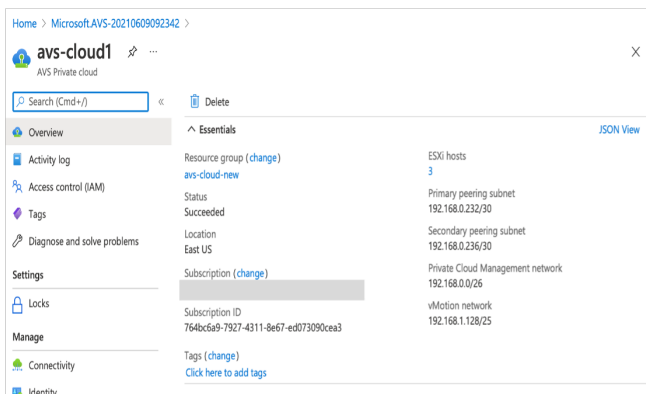 Home > Microsoft.AVS-20210609092342 >
avs-cloud1 ...
AVS Private cloud
Search (Cmd+/)
«
Overview
Activity log
Access control (IAM)
Tags
Diagnose and solve problems
Settings
Locks
Manage
Connectivity
Identity
Delete
Essentials
JSON View
Resource group (change)
avs-cloud-new
Status
Succeeded
Location
East US
Subscription (change)
Subscription ID
764bc6a9-7927-4311-8e67-ed073090cea3
Tags (change)
Click here to add tags
ESXi hosts
3
Primary peering subnet
192.168.0.232/30
Secondary peering subnet
192.168.0.236/30
Private Cloud Management network
192.168.0.0/26
vMotion network
192.168.1.128/25